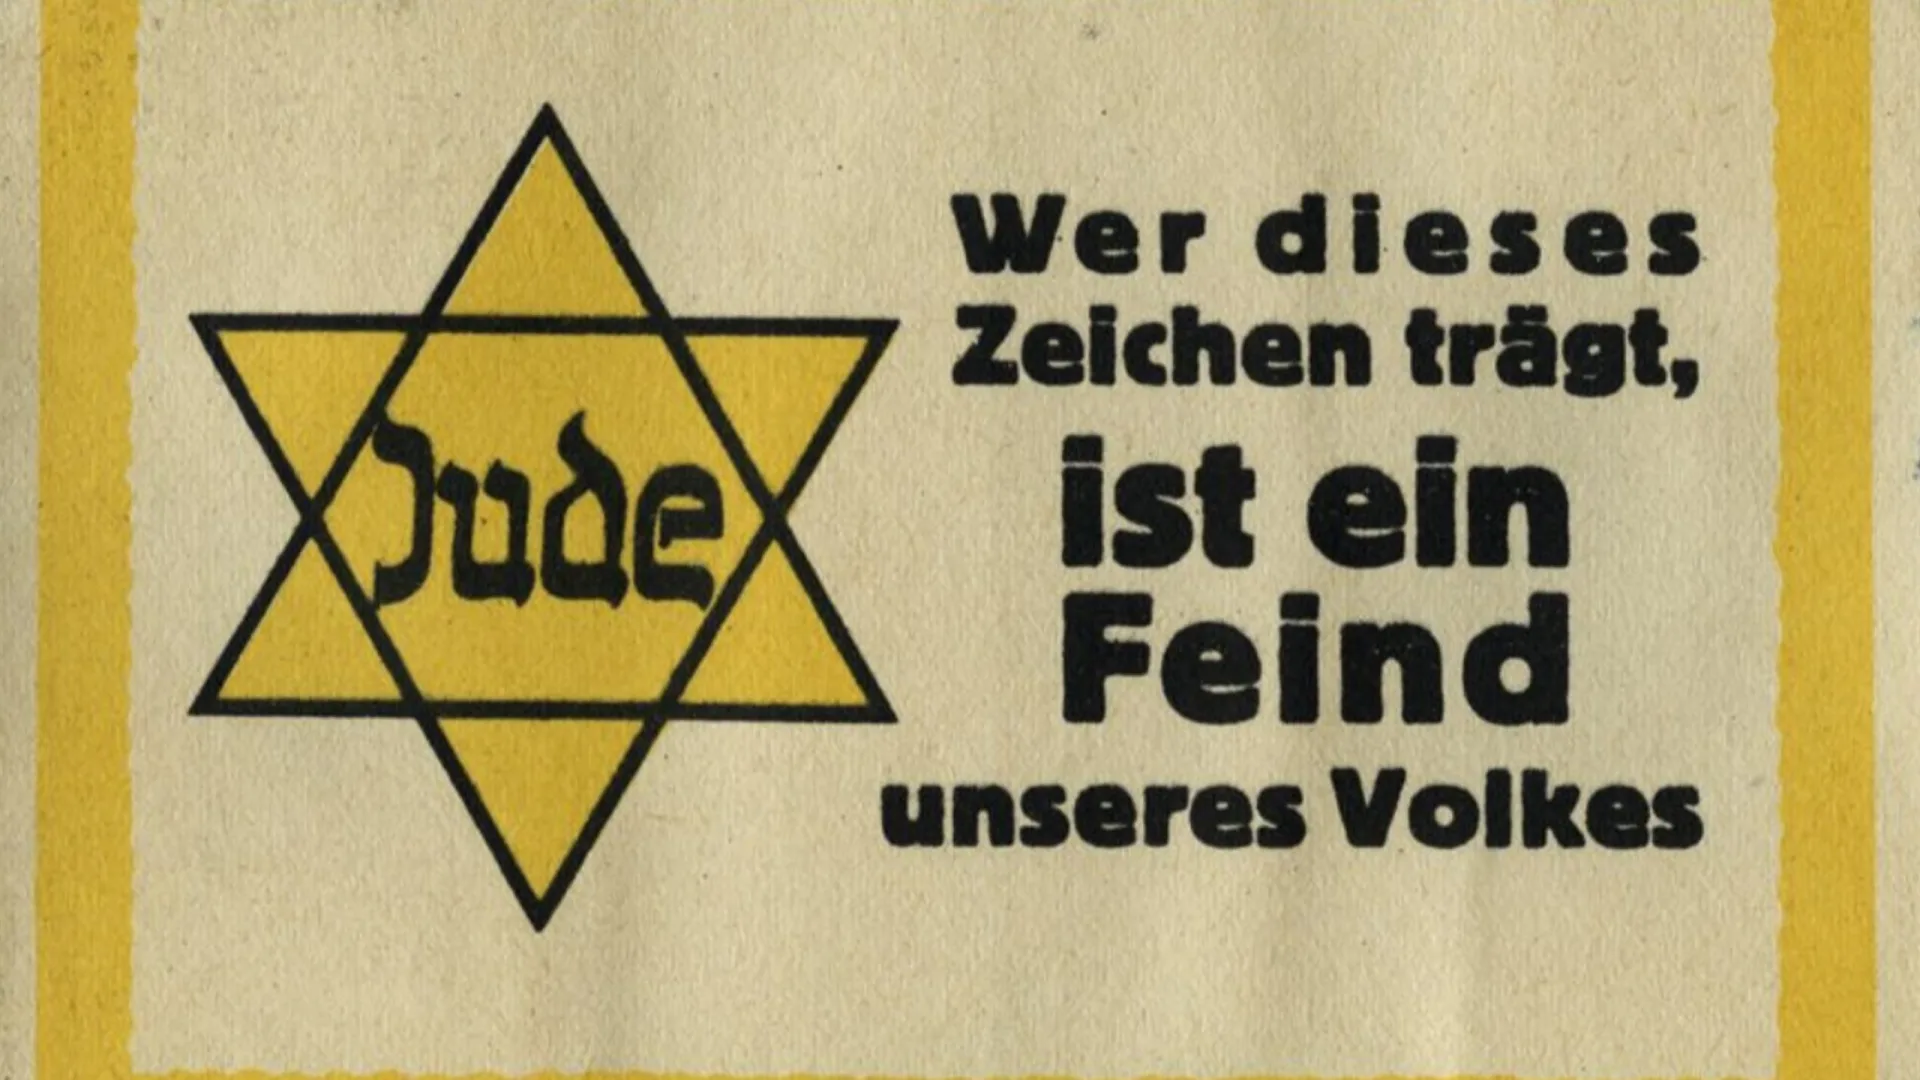 Jude
Wer dieses
Zeichen trägt,
ist ein
Feind
unseres Volkes